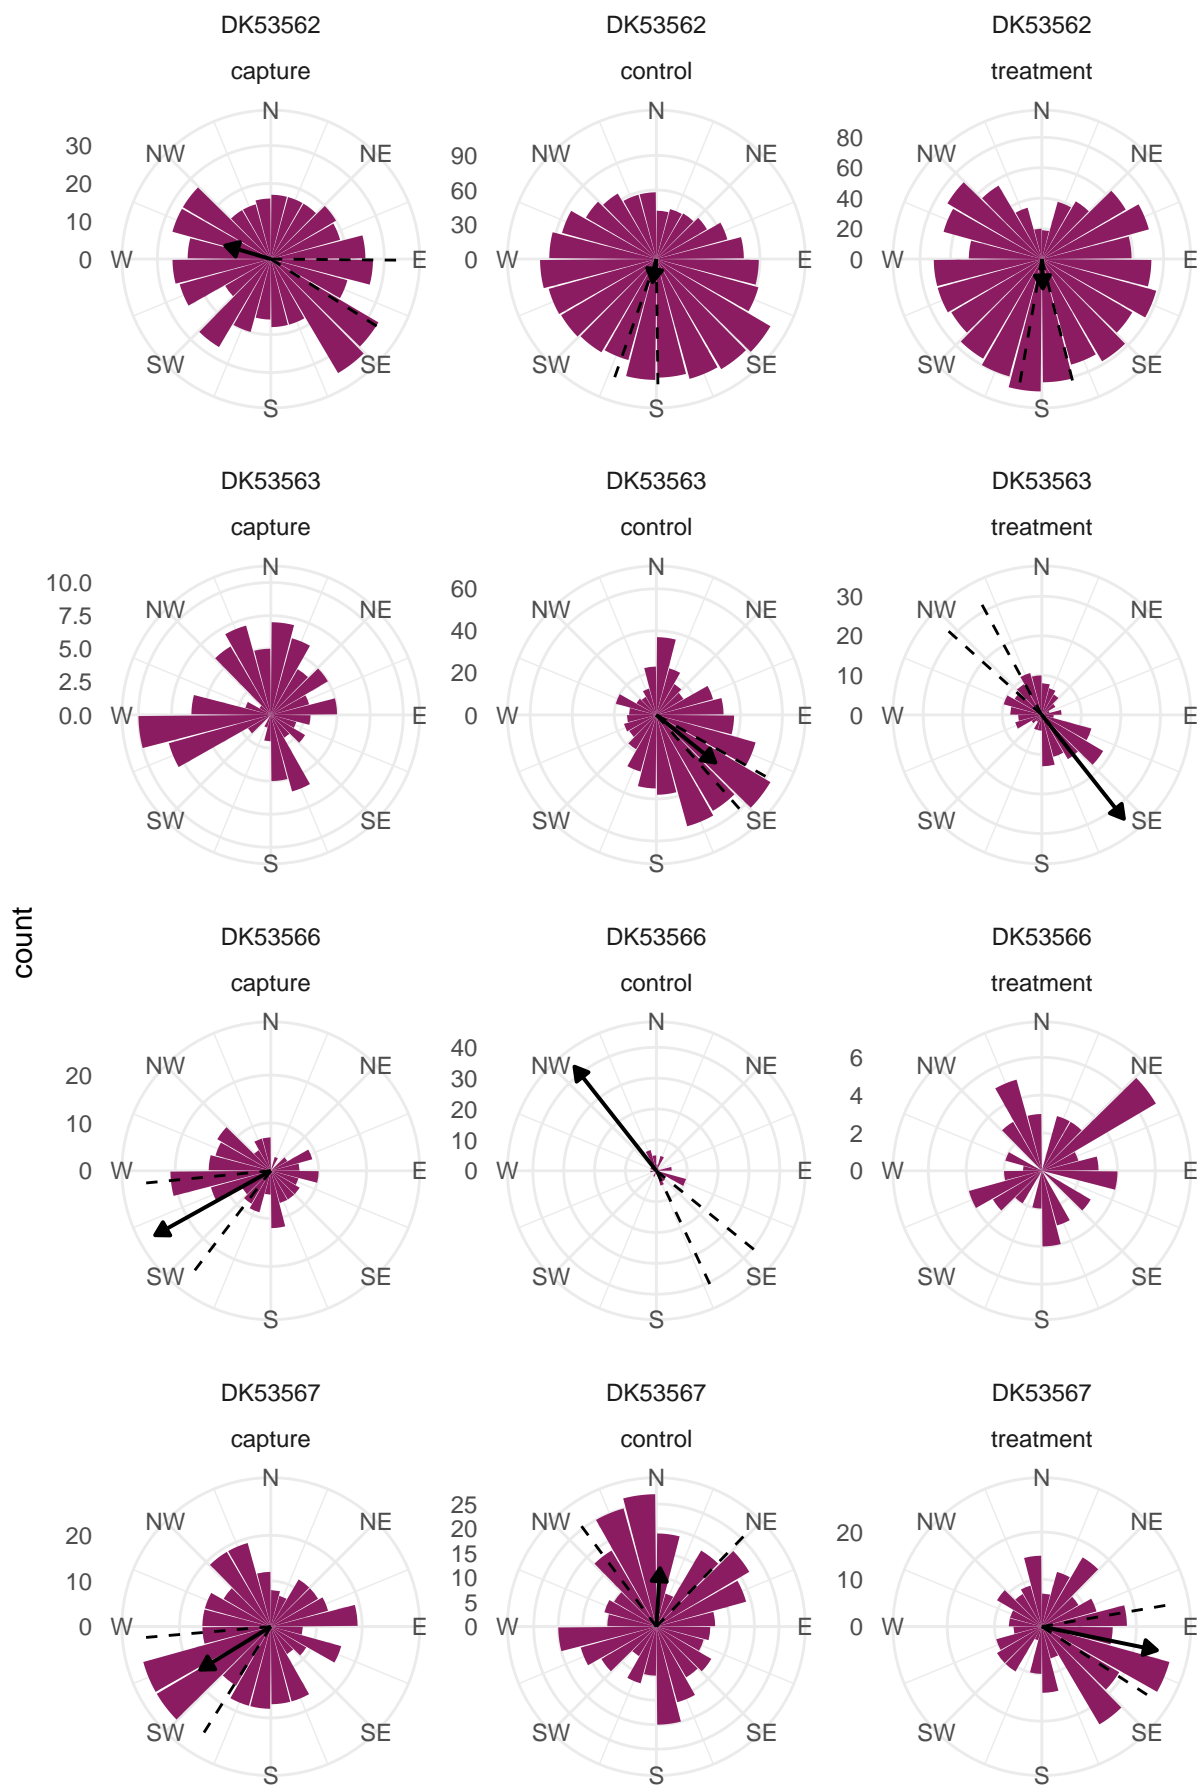 DK53562 DK53562 DK53562
capture control treatment
N N N
30 90 80
NW NE NW NE NW NE
20 60 60
10 30 40
20
0 W E 0 W E 0 W E
SW SE SW SE SW SE
S S S
DK53563 DK53563 DK53563
capture control treatment
N N N
10.0 60 30
NW NE NW NE NW NE
7.5 40 20
5.0 20 10
2.5
0.0 W E 0 W E 0 W E
SW SE SW SE SW SE
S S S
count
DK53566 DK53566 DK53566
capture control treatment
N N N
20 40 6
NW NE NW NE NW NE
10 30 4
20 2
10
0 W E 0 W E 0 W E
SW SE SW SE SW SE
S S S
DK53567 DK53567 DK53567
capture control treatment
N N N
20 25 20
NW NE NW NE NW NE
10 20 10
15
10
5
0 W E 0 W E 0 W E
SW SE SW SE SW SE
S S S